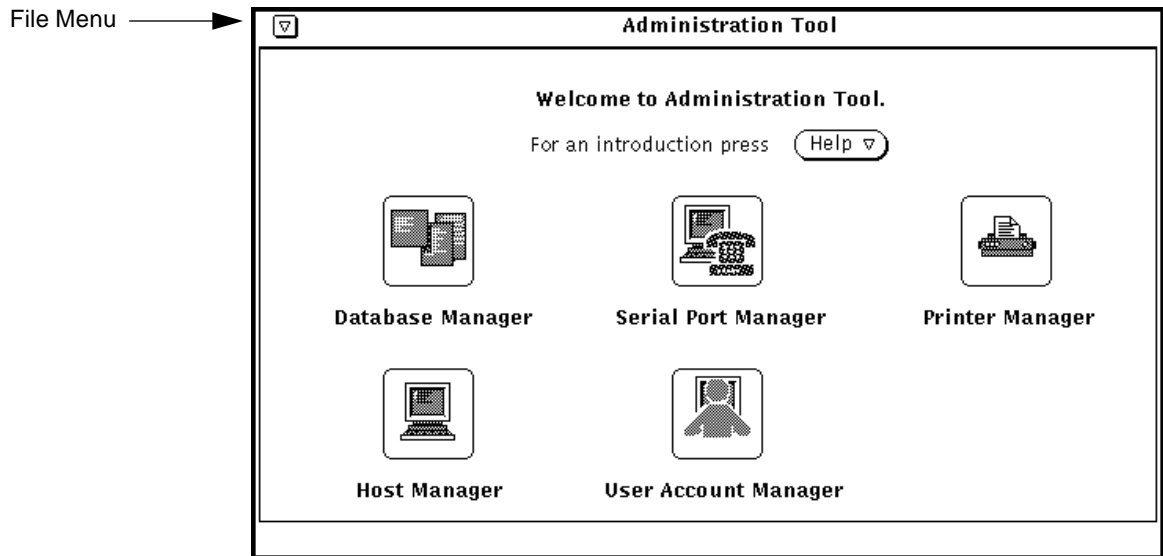 File Menu
Administration Tool
Welcome to Administration Tool.
For an introduction press Help
Database Manager
Serial Port Manager
Printer Manager
Host Manager
User Account Manager